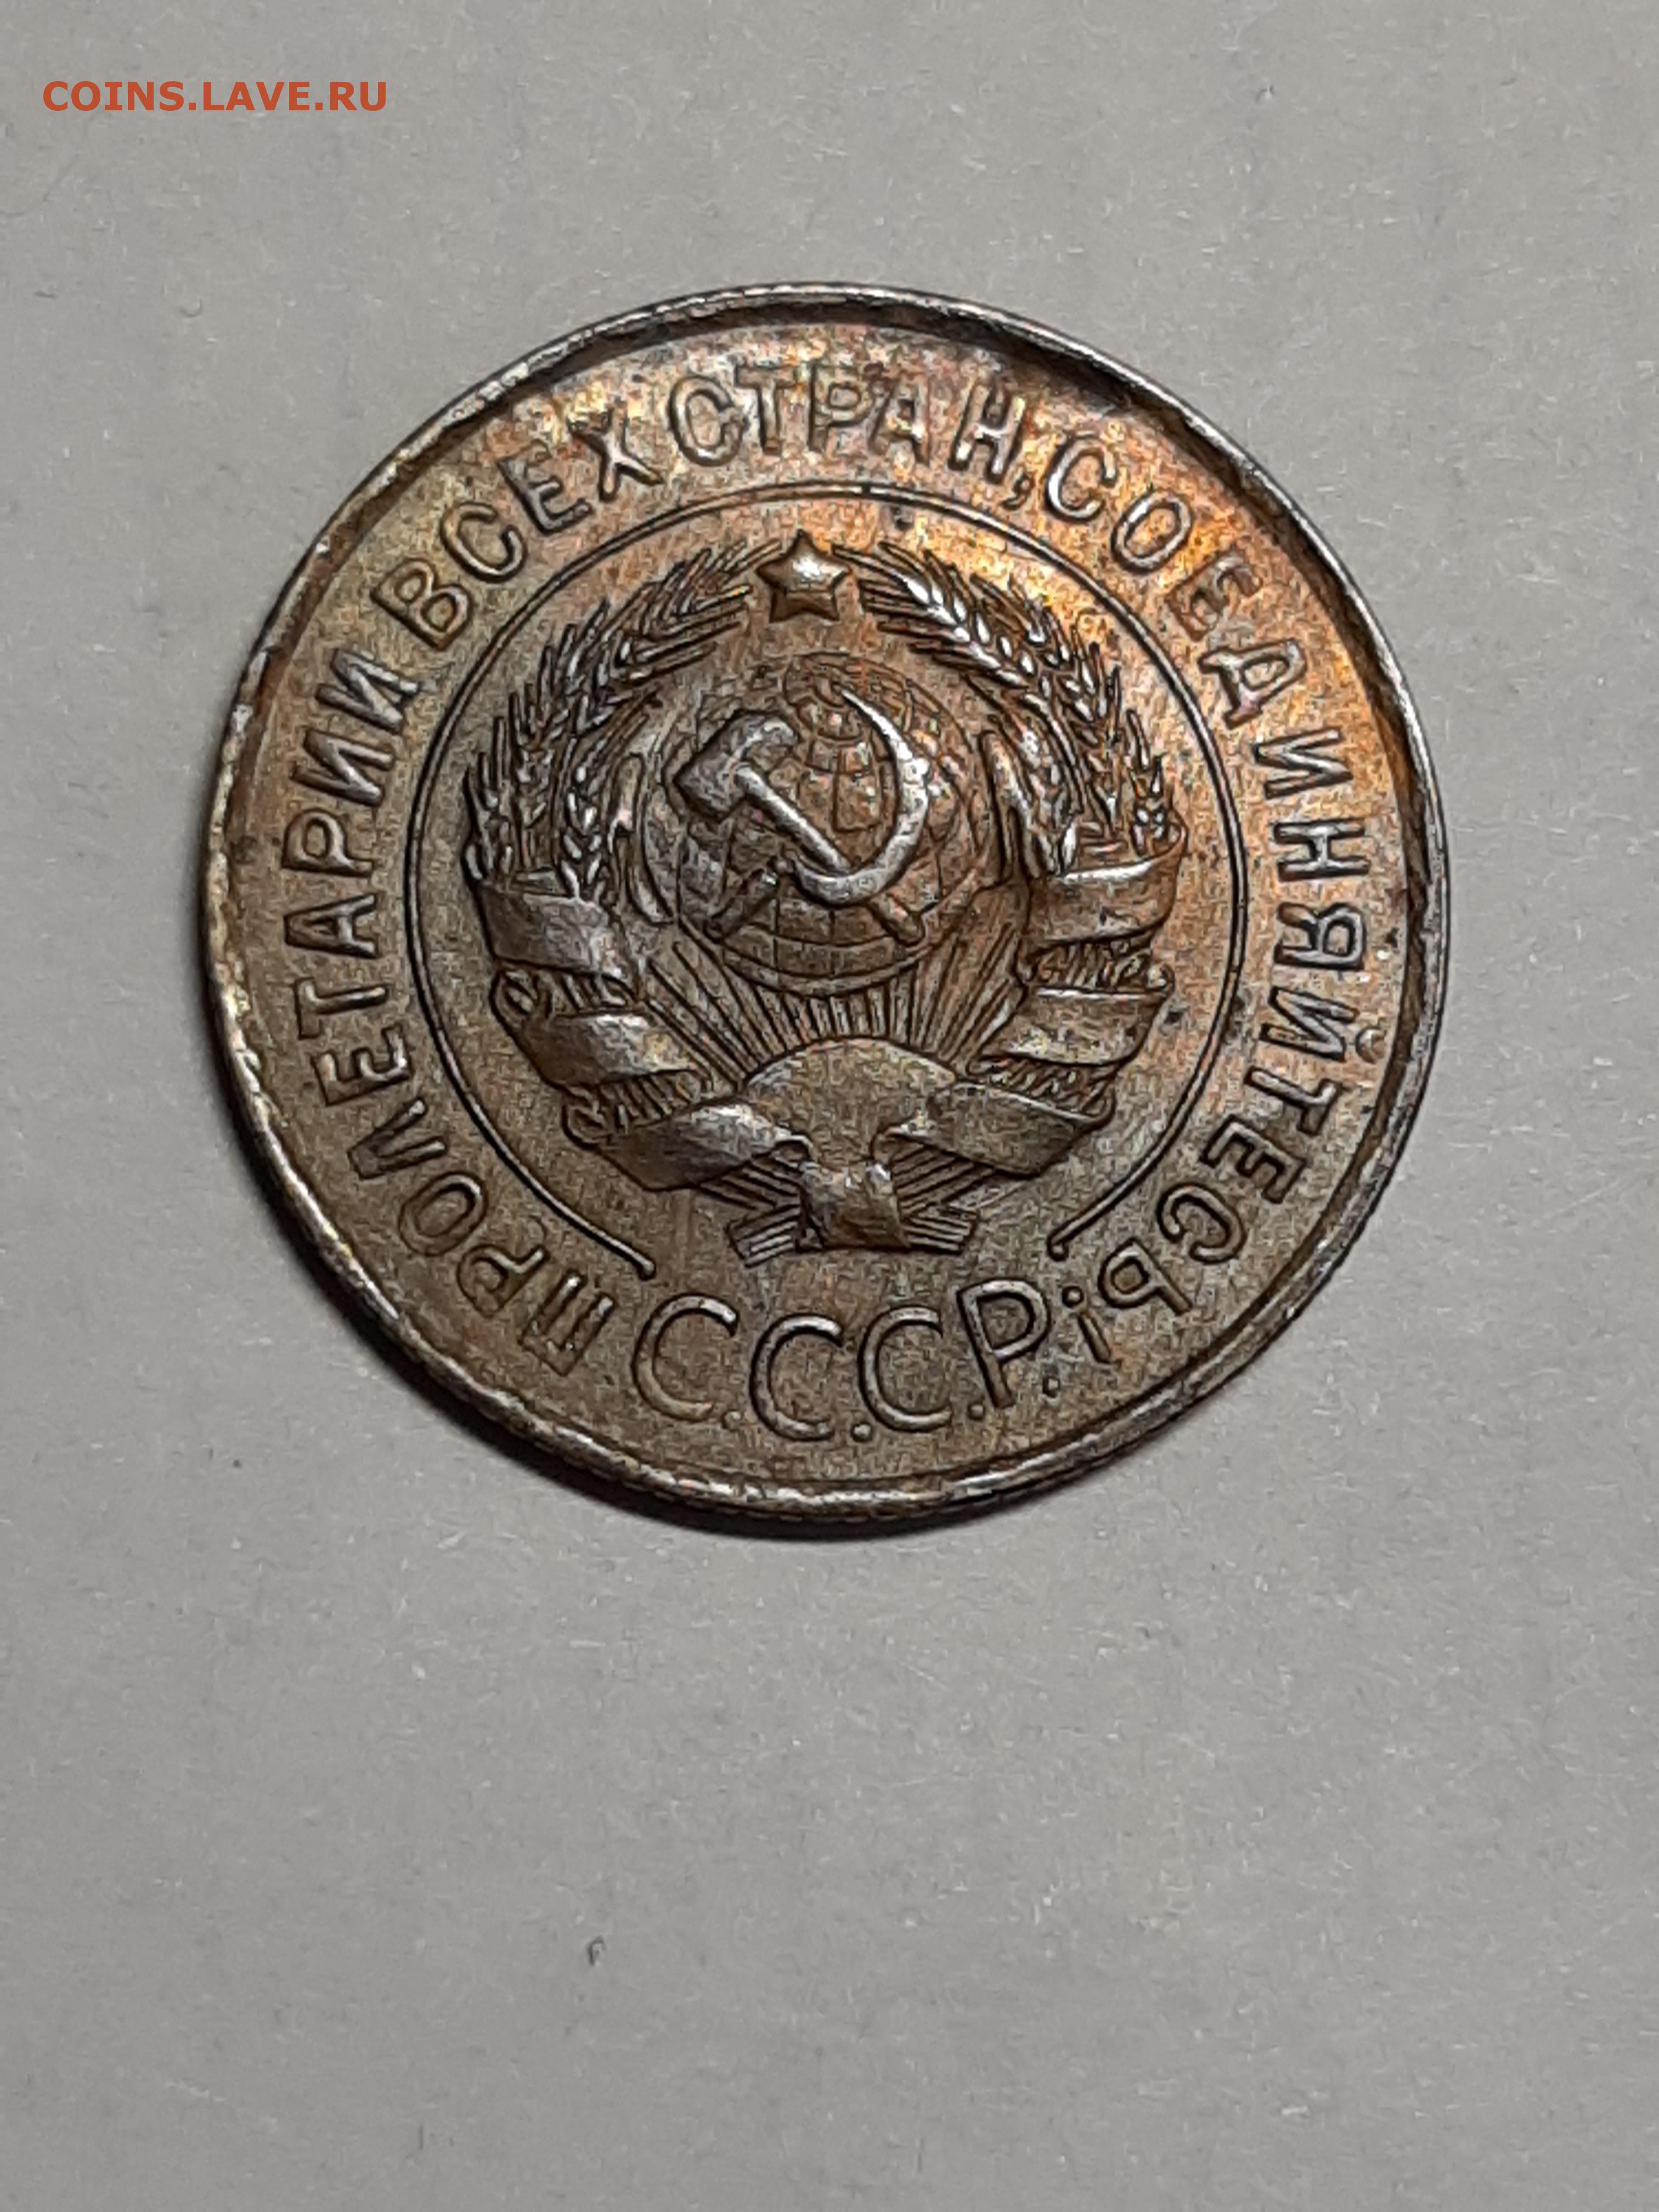 COINS.LAVE.RU
ПРОЛЕТАРИИ ВСЕХ СТРАН, СОЕДИНЯЙТЕСЬ!
С.С.С.Р.